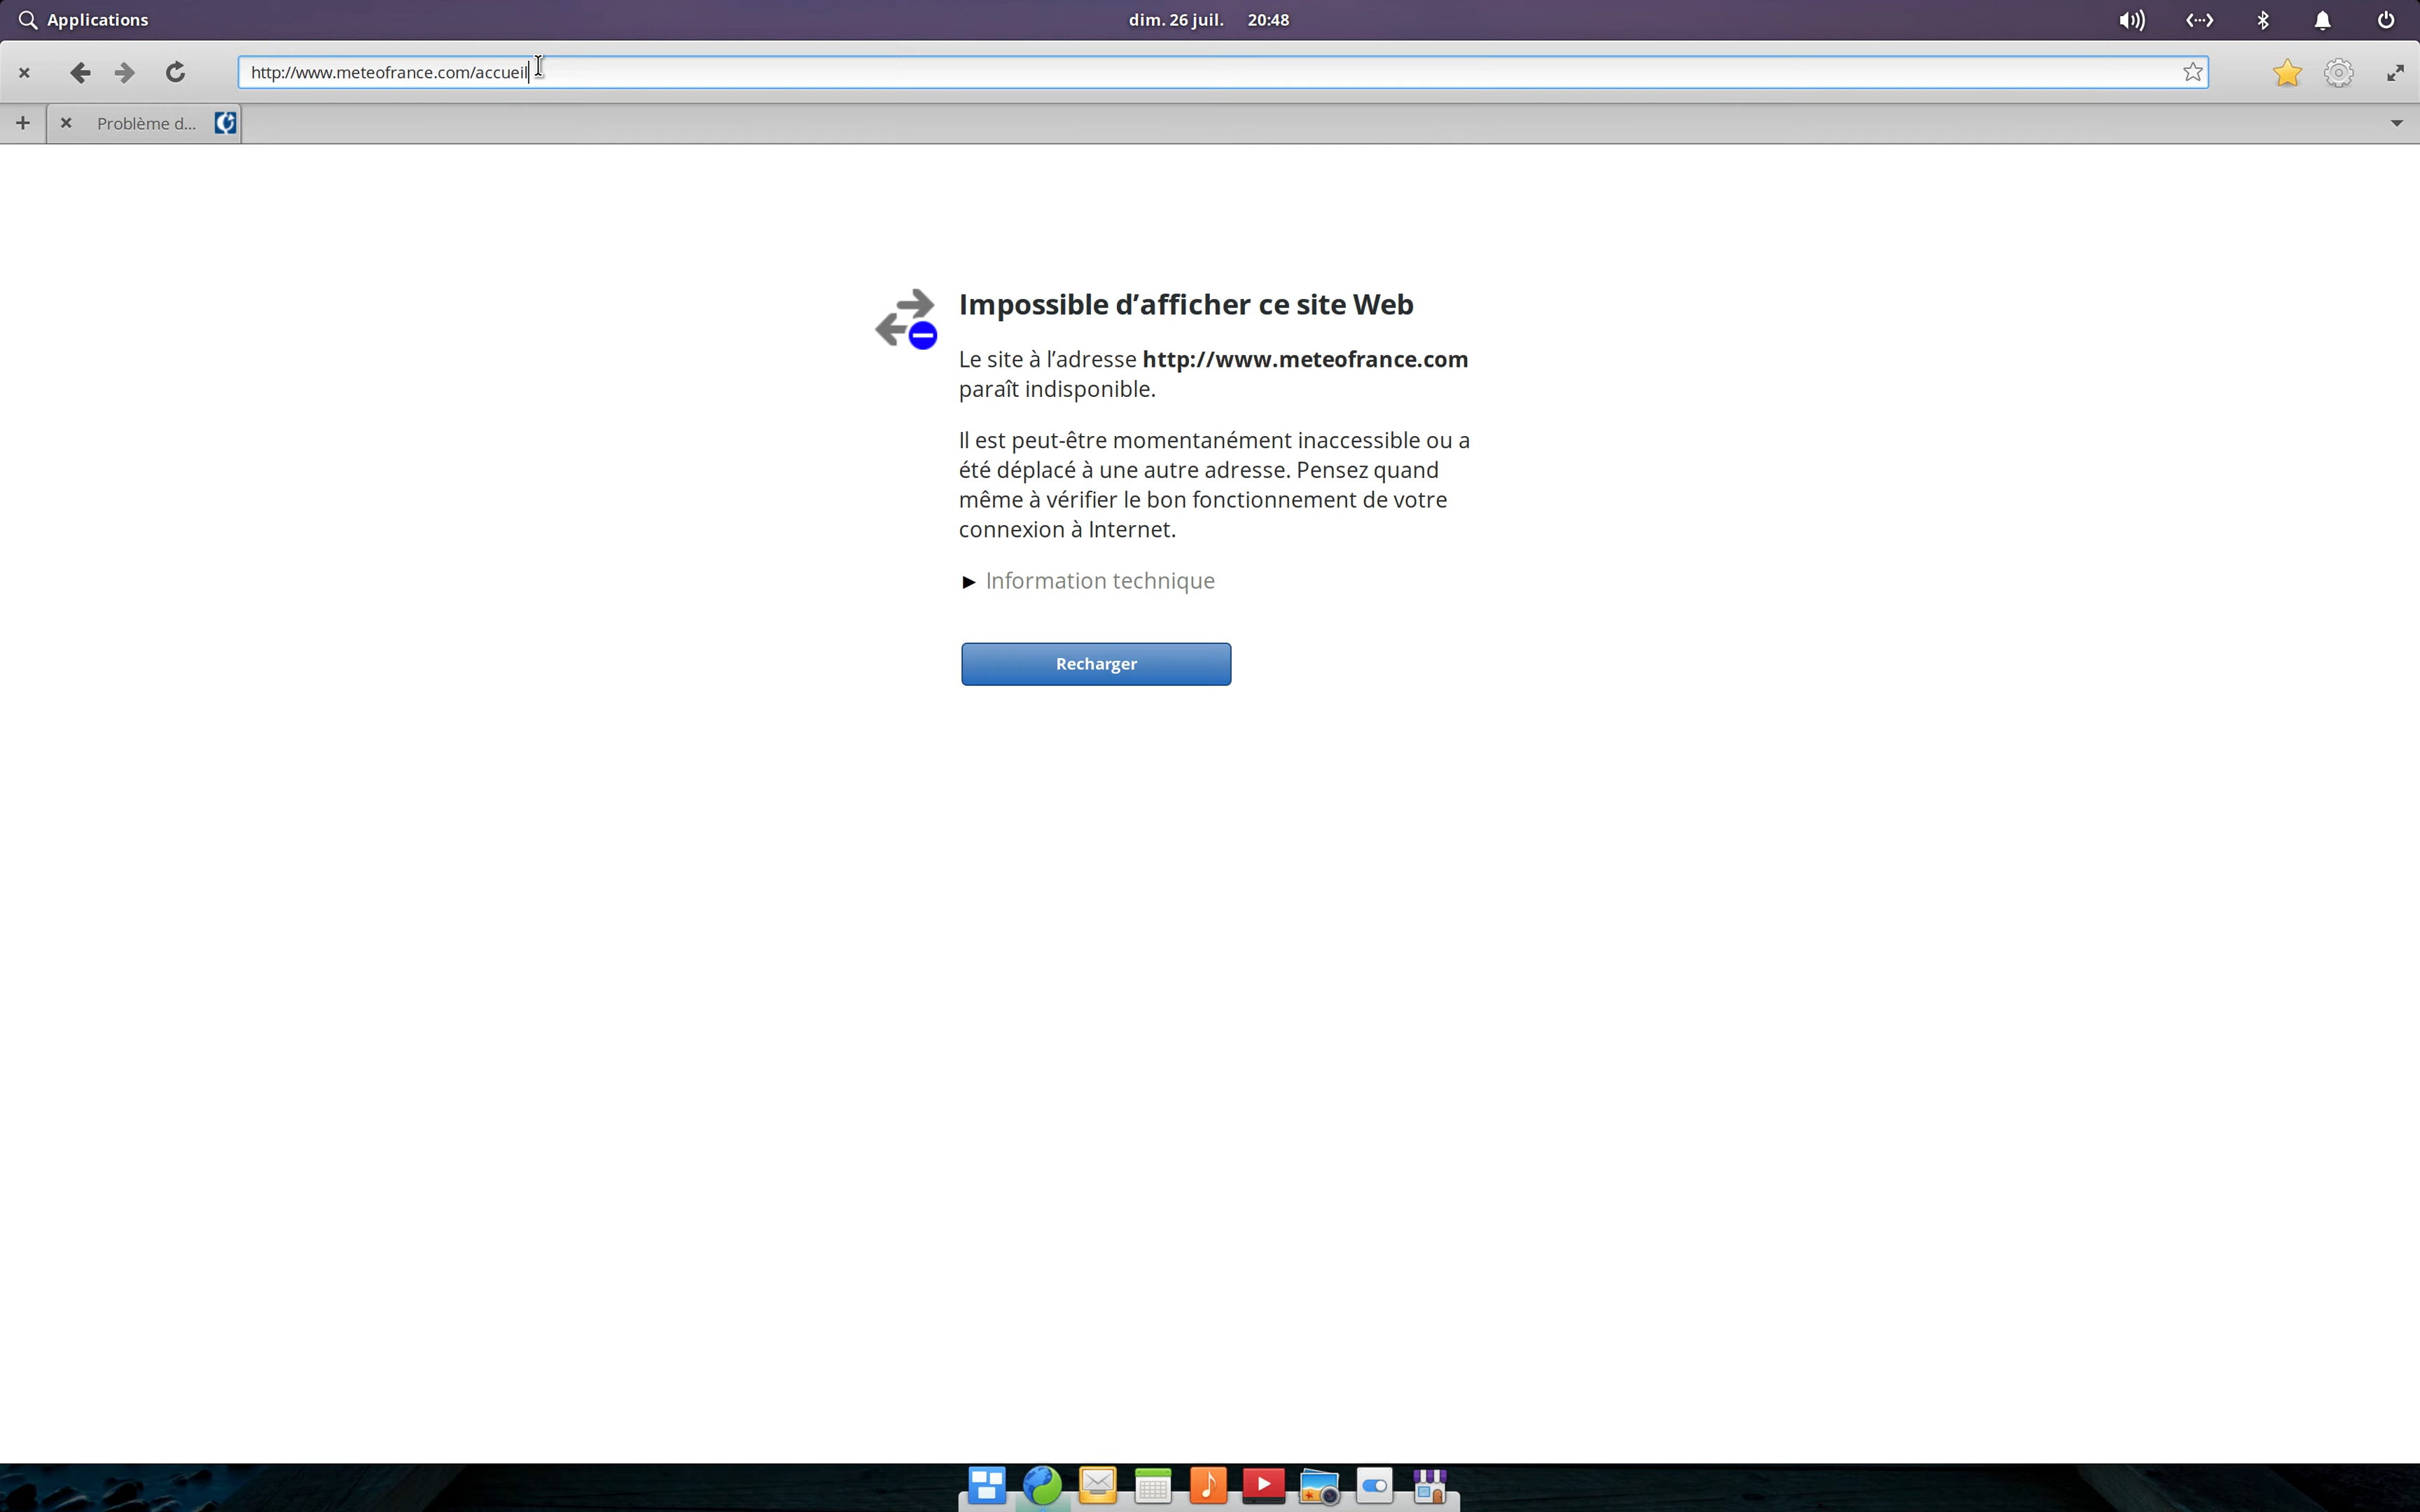 Applications
dim. 26 juil. 20:48
http://www.meteofrance.com/accueil
Problème d...
Impossible d’afficher ce site Web
Le site à l’adresse http://www.meteofrance.com
paraît indisponible.
Il est peut-être momentanément inaccessible ou a
été déplacé à une autre adresse. Pensez quand
même à vérifier le bon fonctionnement de votre
connexion à Internet.
► Information technique
Recharger